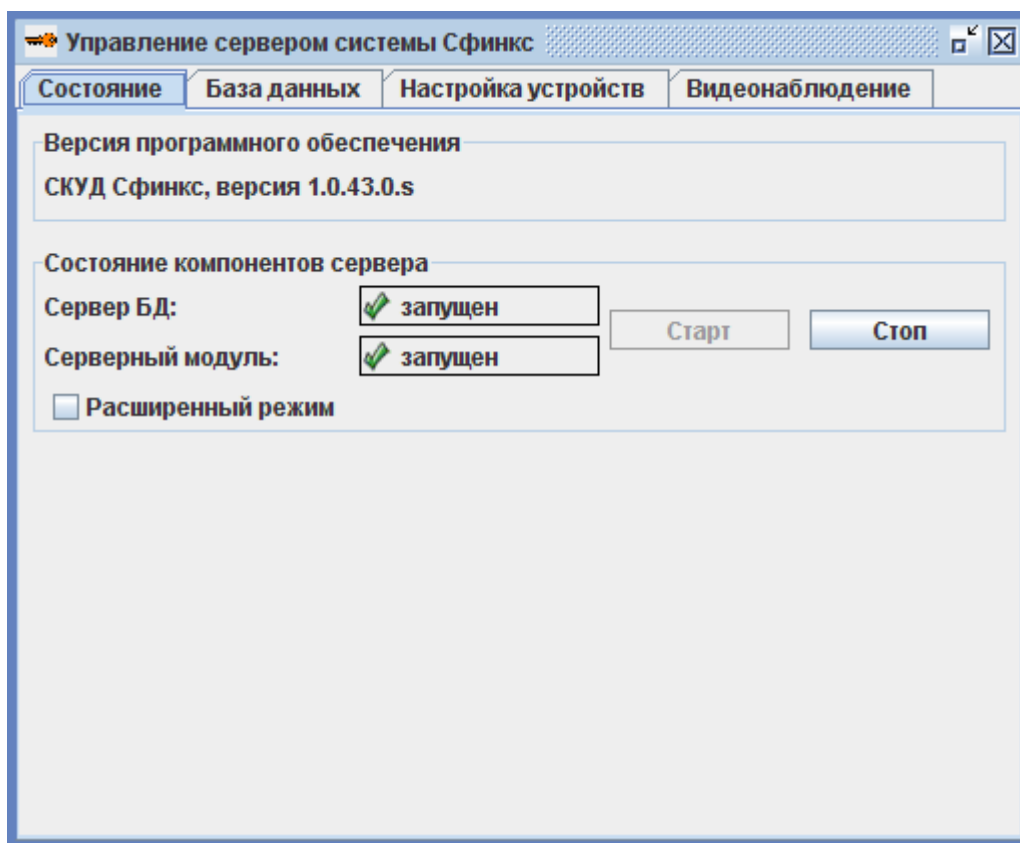 Управление сервером системы Сфинкс
Состояние База данных Настройка устройств Видеонаблюдение
Версия программного обеспечения
СКУД Сфинкс, версия 1.0.43.0.s
Состояние компонентов сервера
Сервер БД: запущен
Старт Стоп
Серверный модуль: запущен
Расширенный режим